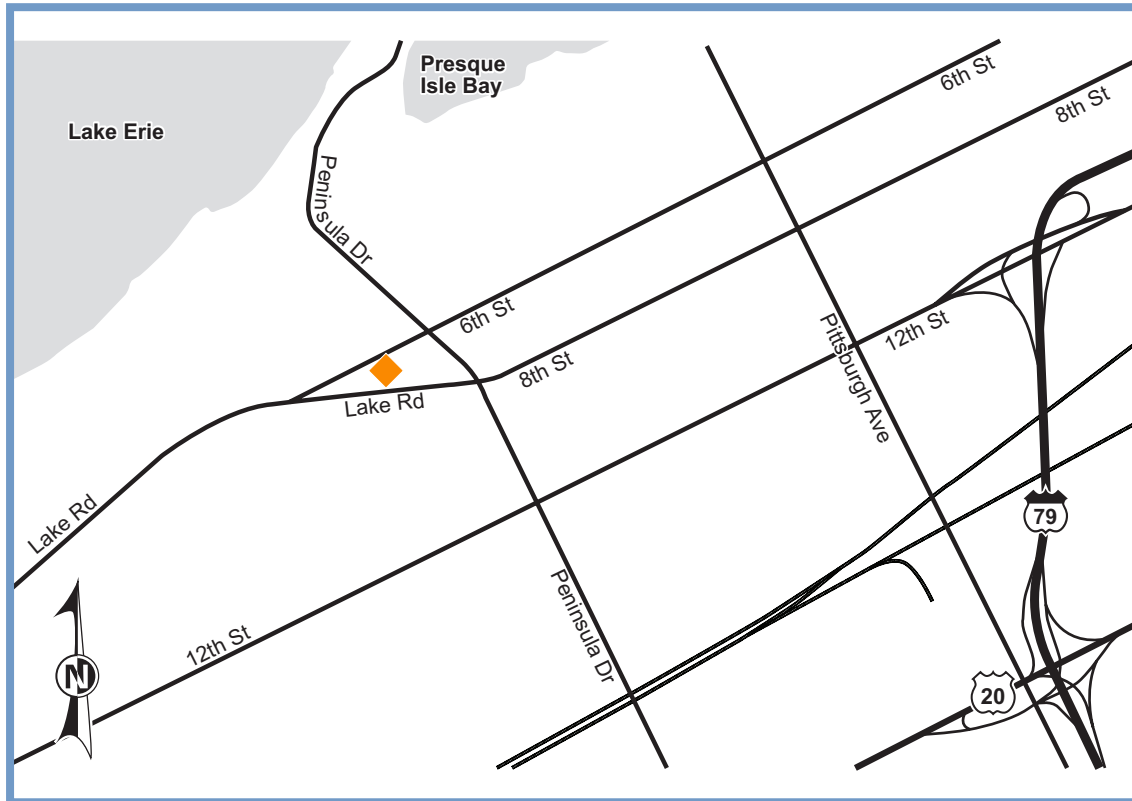 Presque
Isle Bay
6th St
8th St
Lake Erie
Peninsula Dr
6th St
12th St
Pittsburgh Ave
8th St
Lake Rd
Lake Rd
79
Peninsula Dr
12th St
N
20